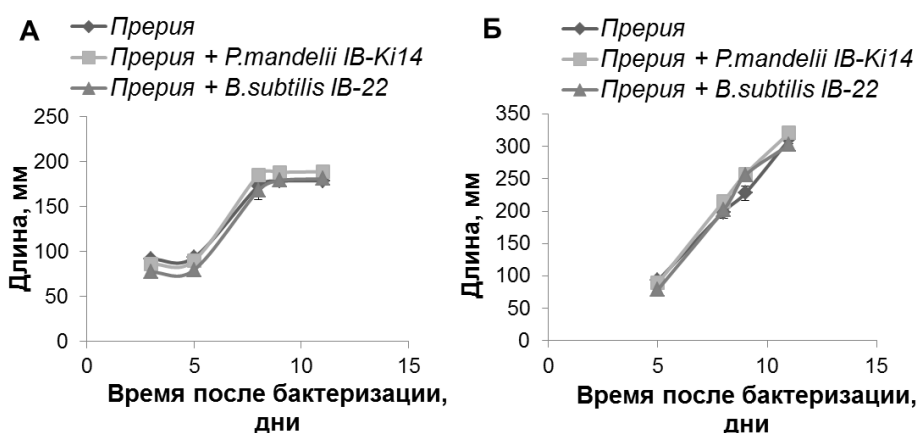 А
Прерия
Прерия + P.mandelii IB-Ki14
Прерия + B.subtilis IB-22
Длина, мм
250
200
150
100
50
0
0 5 10 15
Время после бактеризации,
дни
Б
Прерия
Прерия + P.mandelii IB-Ki14
Прерия + B.subtilis IB-22
Длина, мм
350
300
250
200
150
100
50
0
0 5 10 15
Время после бактеризации,
дни